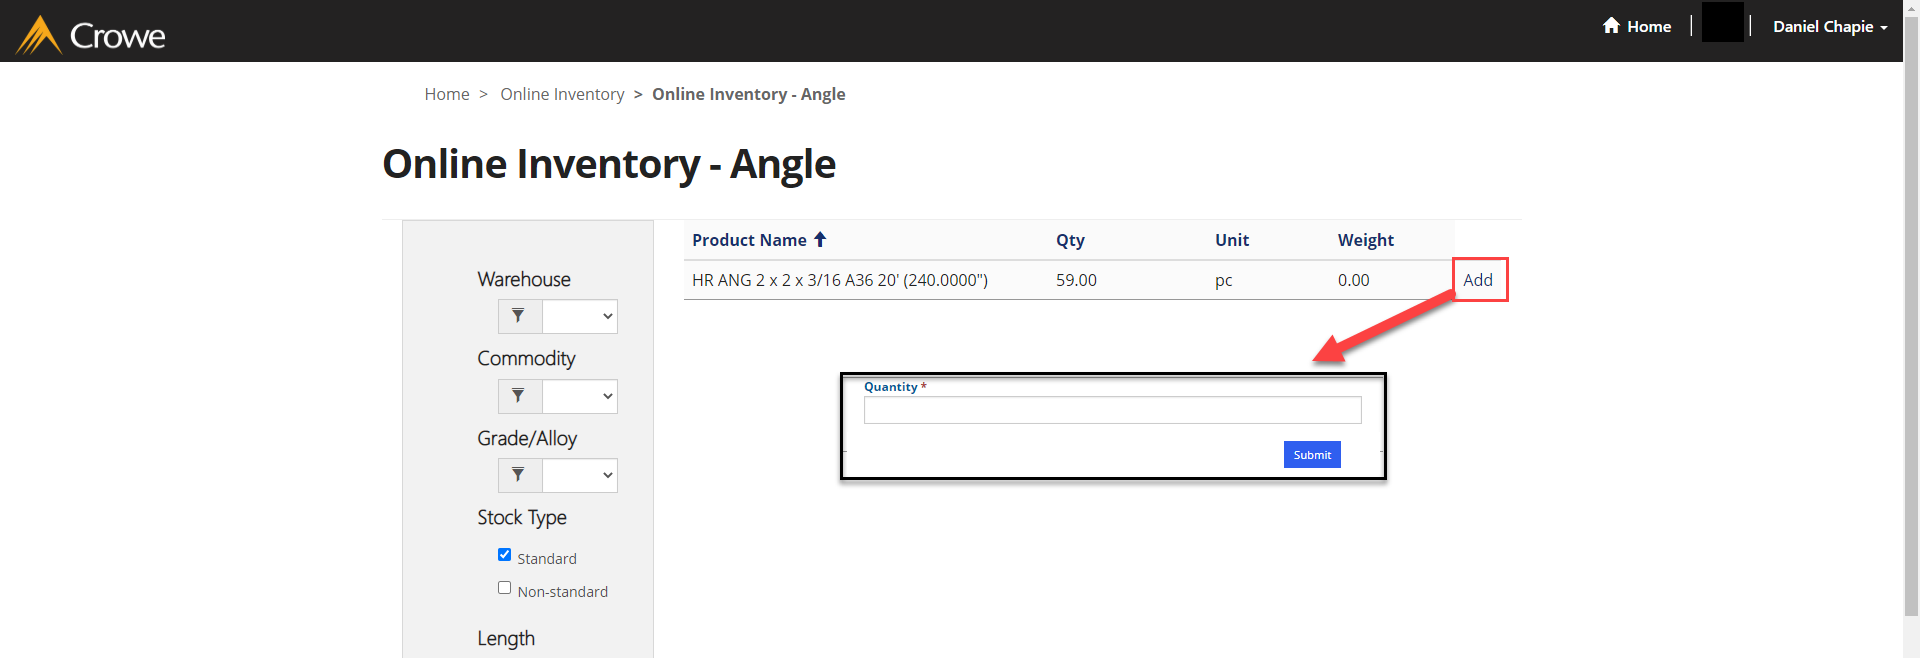 Crowe
Home | | Daniel Chapie
Home > Online Inventory > Online Inventory - Angle
Online Inventory - Angle
Product Name Qty Unit Weight
HR ANG 2 x 2 x 3/16 A36 20' (240.0000") 59.00 pc 0.00 Add
Warehouse
Commodity
Grade/Alloy
Stock Type
Standard
Non-standard
Length
Quantity *
Submit